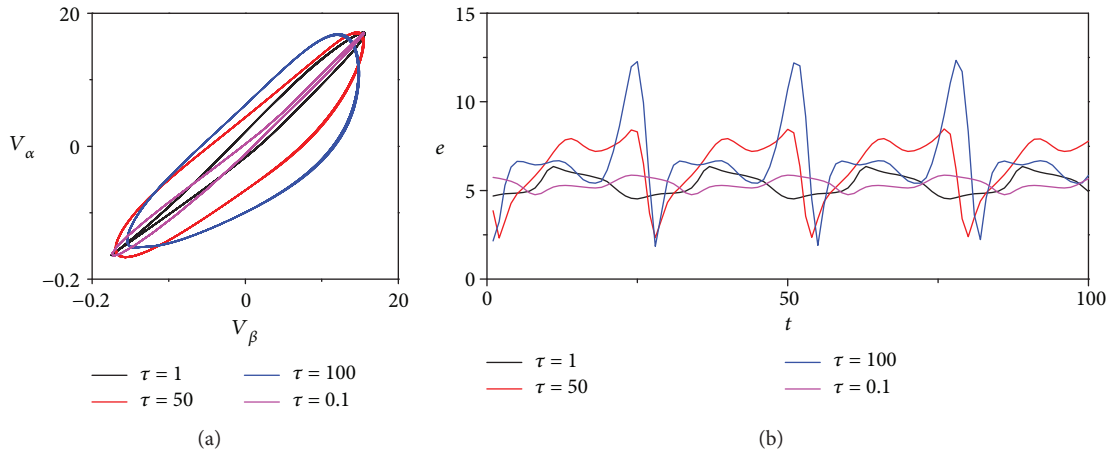 20
V_α
0
−0.2
−0.2 0 20
V_β
τ = 1 τ = 100
τ = 50 τ = 0.1
(a)
15
10
e
5
0
0 50 100
t
τ = 1 τ = 100
τ = 50 τ = 0.1
(b)